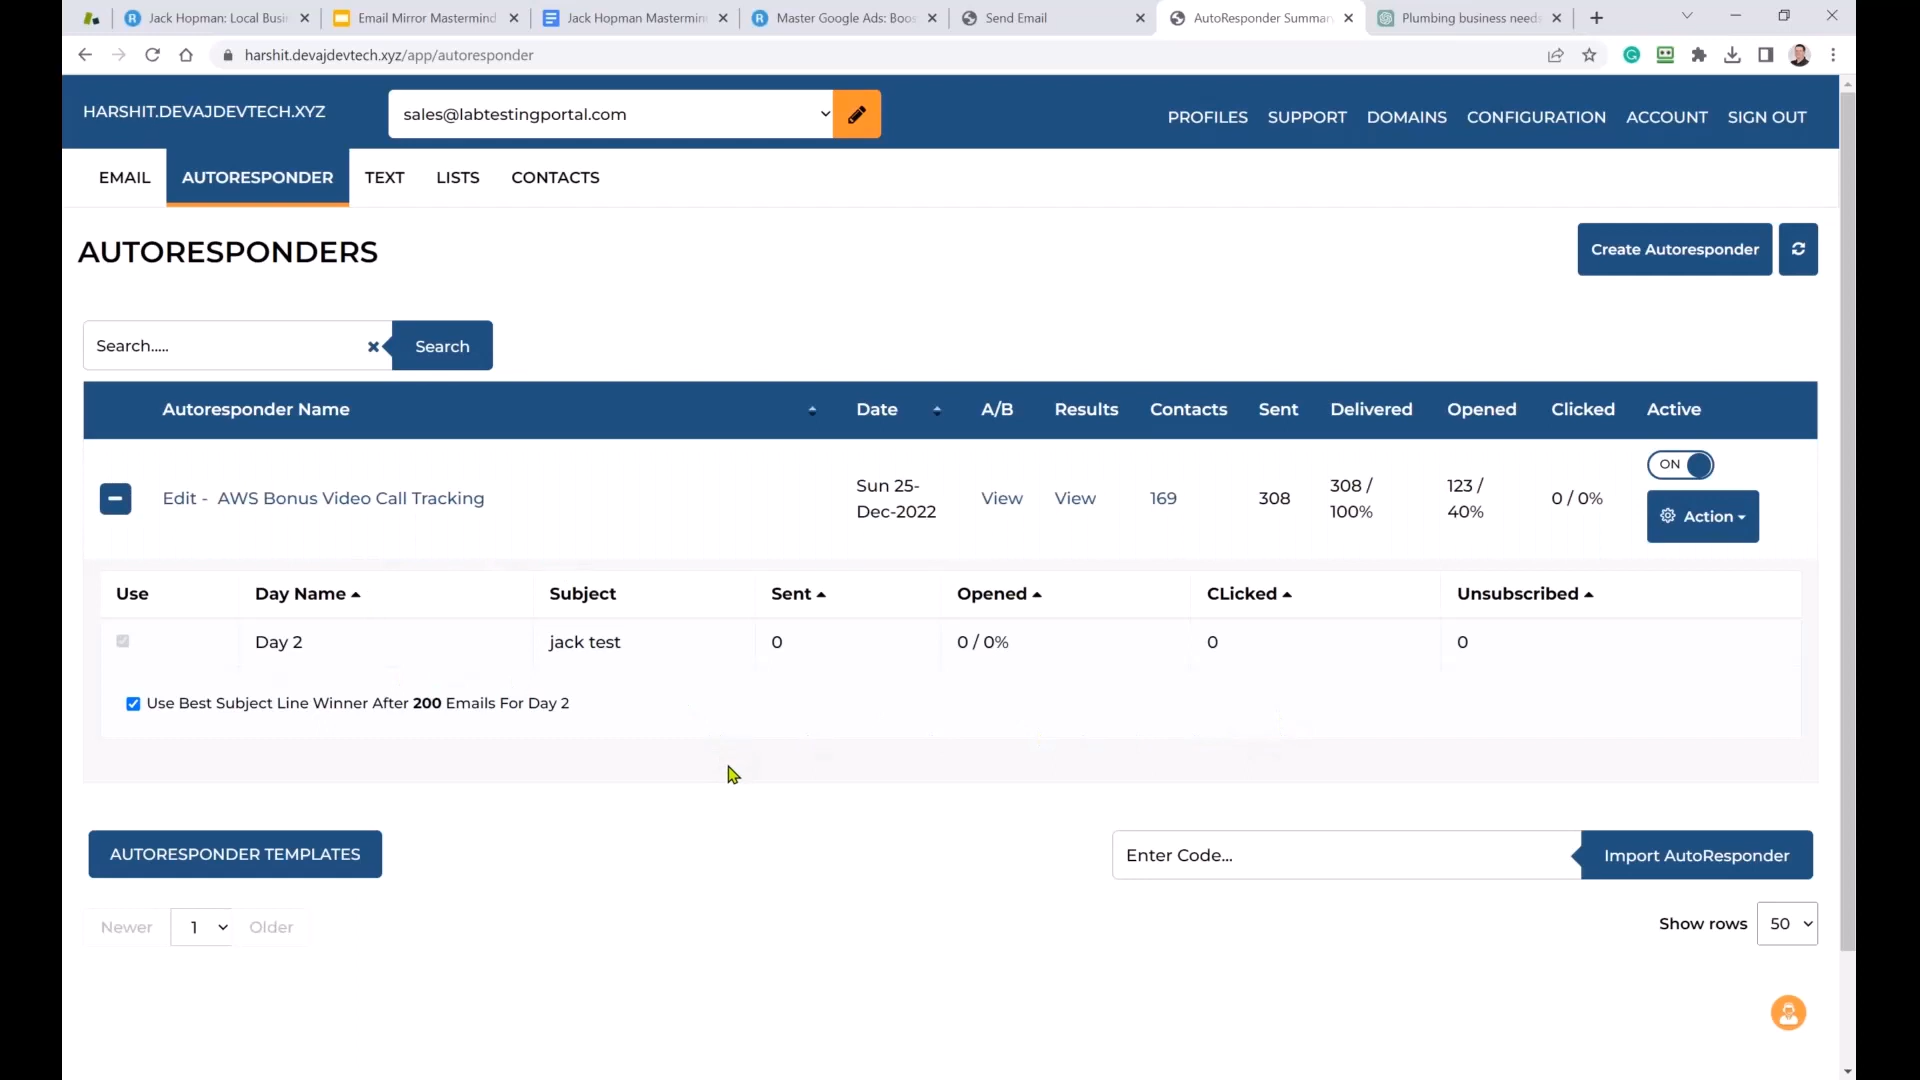 Jack Hopman: Local Busi
Email Mirror Mastermind
Jack Hopman Mastermin
Master Google Ads: Boos
Send Email
AutoResponder Summar
Plumbing business needs
harshit.devajdevtech.xyz/app/autoresponder
HARSHIT.DEVAJDEVTECH.XYZ
sales@labtestingportal.com
PROFILES SUPPORT DOMAINS CONFIGURATION ACCOUNT SIGN OUT
EMAIL AUTORESPONDER TEXT LISTS CONTACTS
AUTORESPONDERS
Create Autoresponder
Search.....
Search
Autoresponder Name Date A/B Results Contacts Sent Delivered Opened Clicked Active
ON
Edit - AWS Bonus Video Call Tracking
Sun 25-
Dec-2022
View
View
169
308
308 /
100%
123 /
40%
0 / 0%
Action
Use Day Name Subject Sent Opened CLicked Unsubscribed
Day 2 jack test 0 0 / 0% 0 0
Use Best Subject Line Winner After 200 Emails For Day 2
AUTORESPONDER TEMPLATES
Enter Code...
Import AutoResponder
Newer 1 Older
Show rows 50